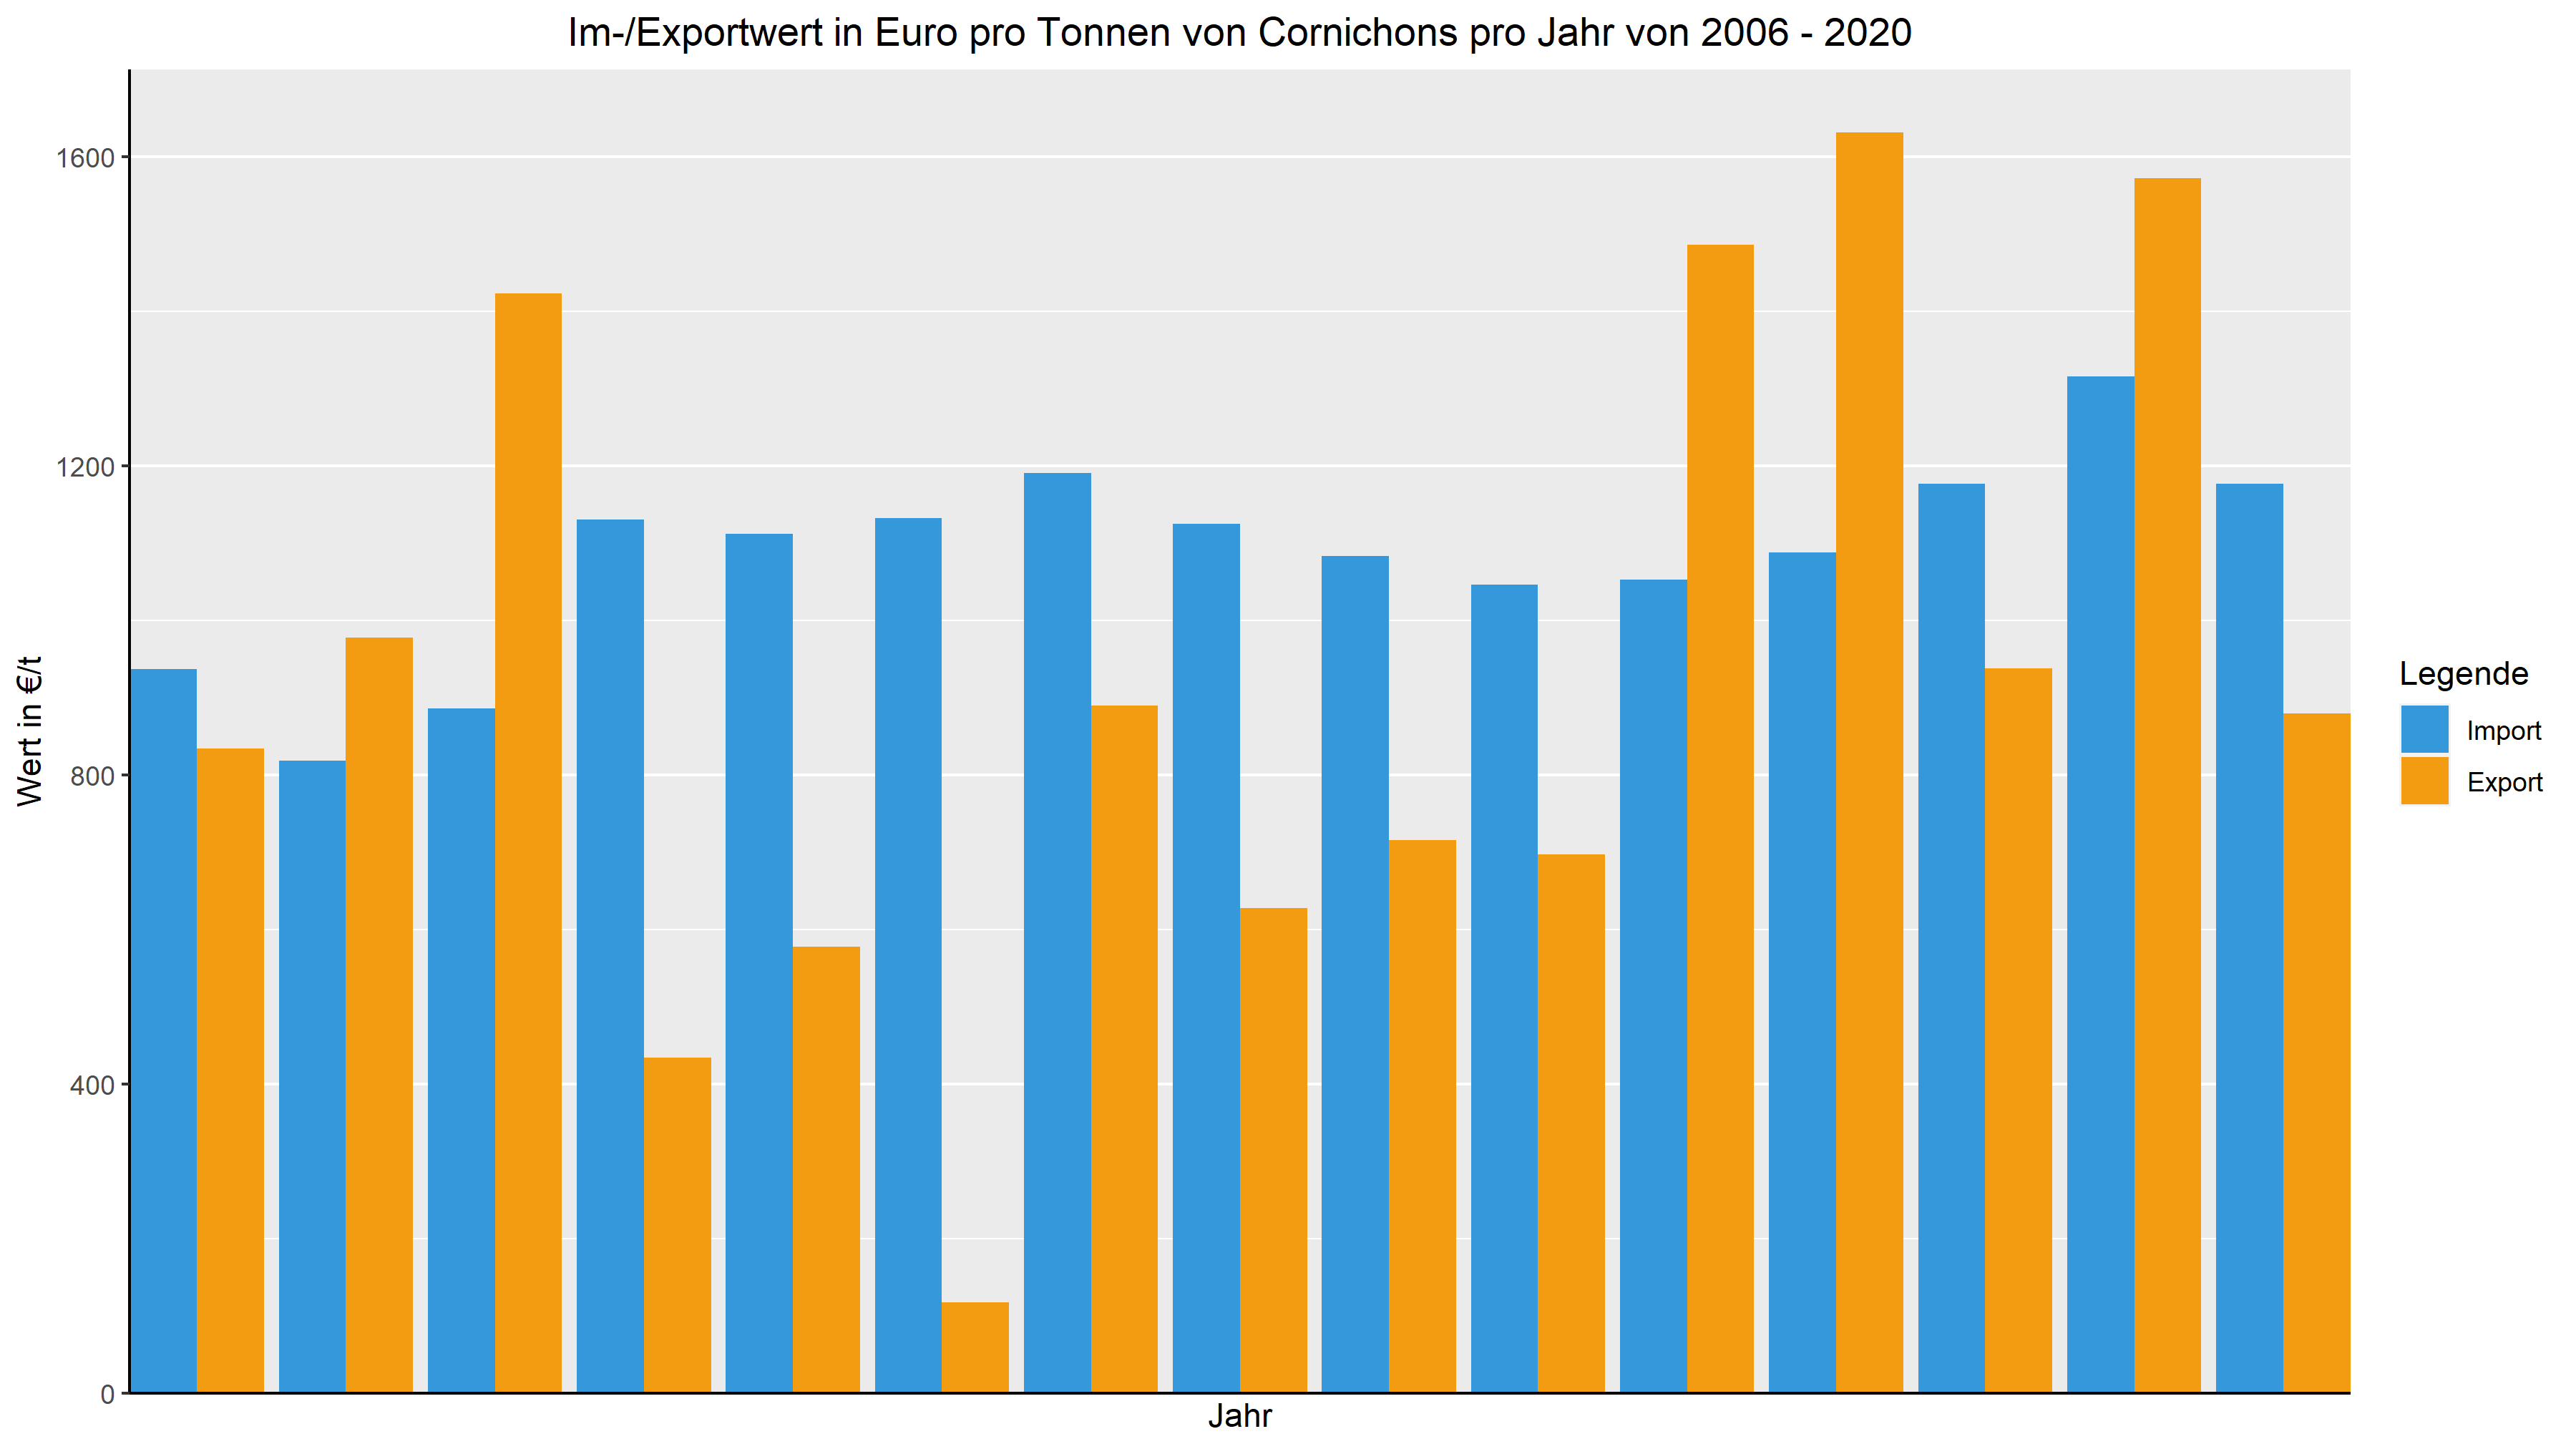 Im-/Exportwert in Euro pro Tonnen von Cornichons pro Jahr von 2006 - 2020
1600
1200
800
400
0
Wert in €/t
Jahr
Legende
Import
Export